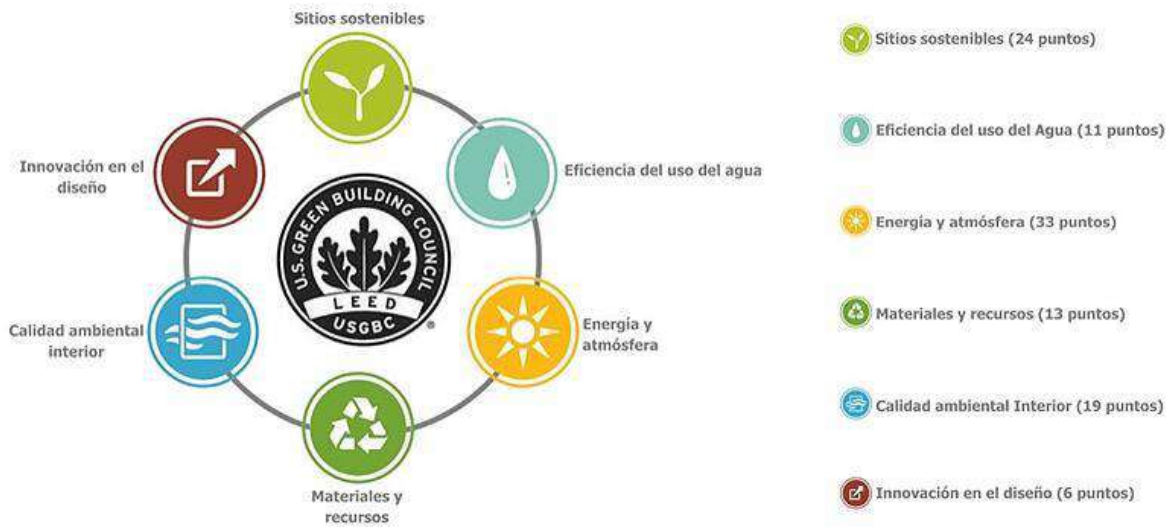 Sitios sostenibles
Innovación en el
diseño
Eficiencia del uso del agua
U.S. GREEN BUILDING COUNCIL
LEED
USGBC
®
Calidad ambiental
interior
Energía y
atmósfera
Materiales y
recursos
Sitios sostenibles (24 puntos)
Eficiencia del uso del Agua (11 puntos)
Energía y atmósfera (33 puntos)
Materiales y recursos (13 puntos)
Calidad ambiental Interior (19 puntos)
Innovación en el diseño (6 puntos)